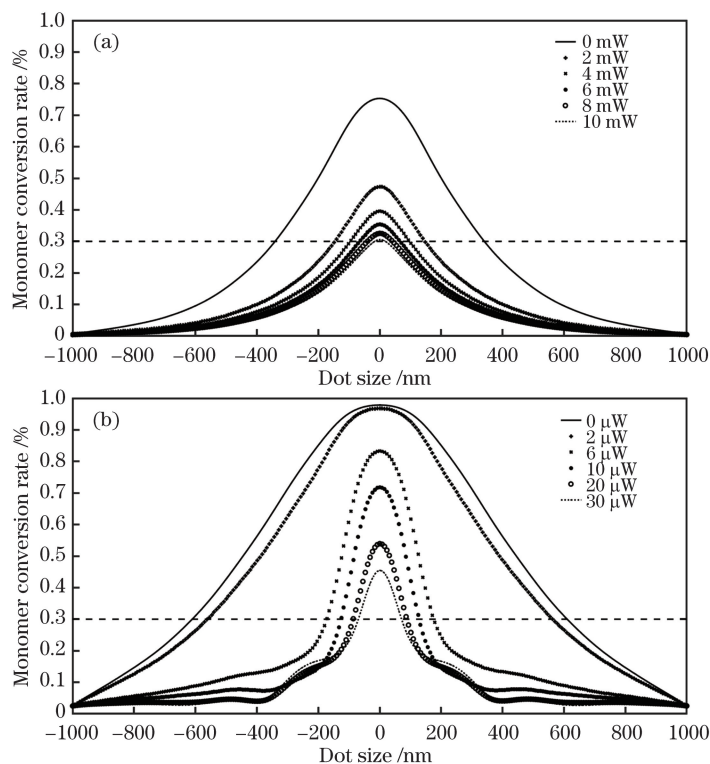 (a)
0 mW
2 mW
4 mW
6 mW
8 mW
10 mW
Monomer conversion rate /%
1.0
0.9
0.8
0.7
0.6
0.5
0.4
0.3
0.2
0.1
0
−1000 −800 −600 −400 −200 0 200 400 600 800 1000
Dot size /nm
(b)
0 μW
2 μW
6 μW
10 μW
20 μW
30 μW
Monomer conversion rate /%
1.0
0.9
0.8
0.7
0.6
0.5
0.4
0.3
0.2
0.1
0
−1000 −800 −600 −400 −200 0 200 400 600 800 1000
Dot size /nm